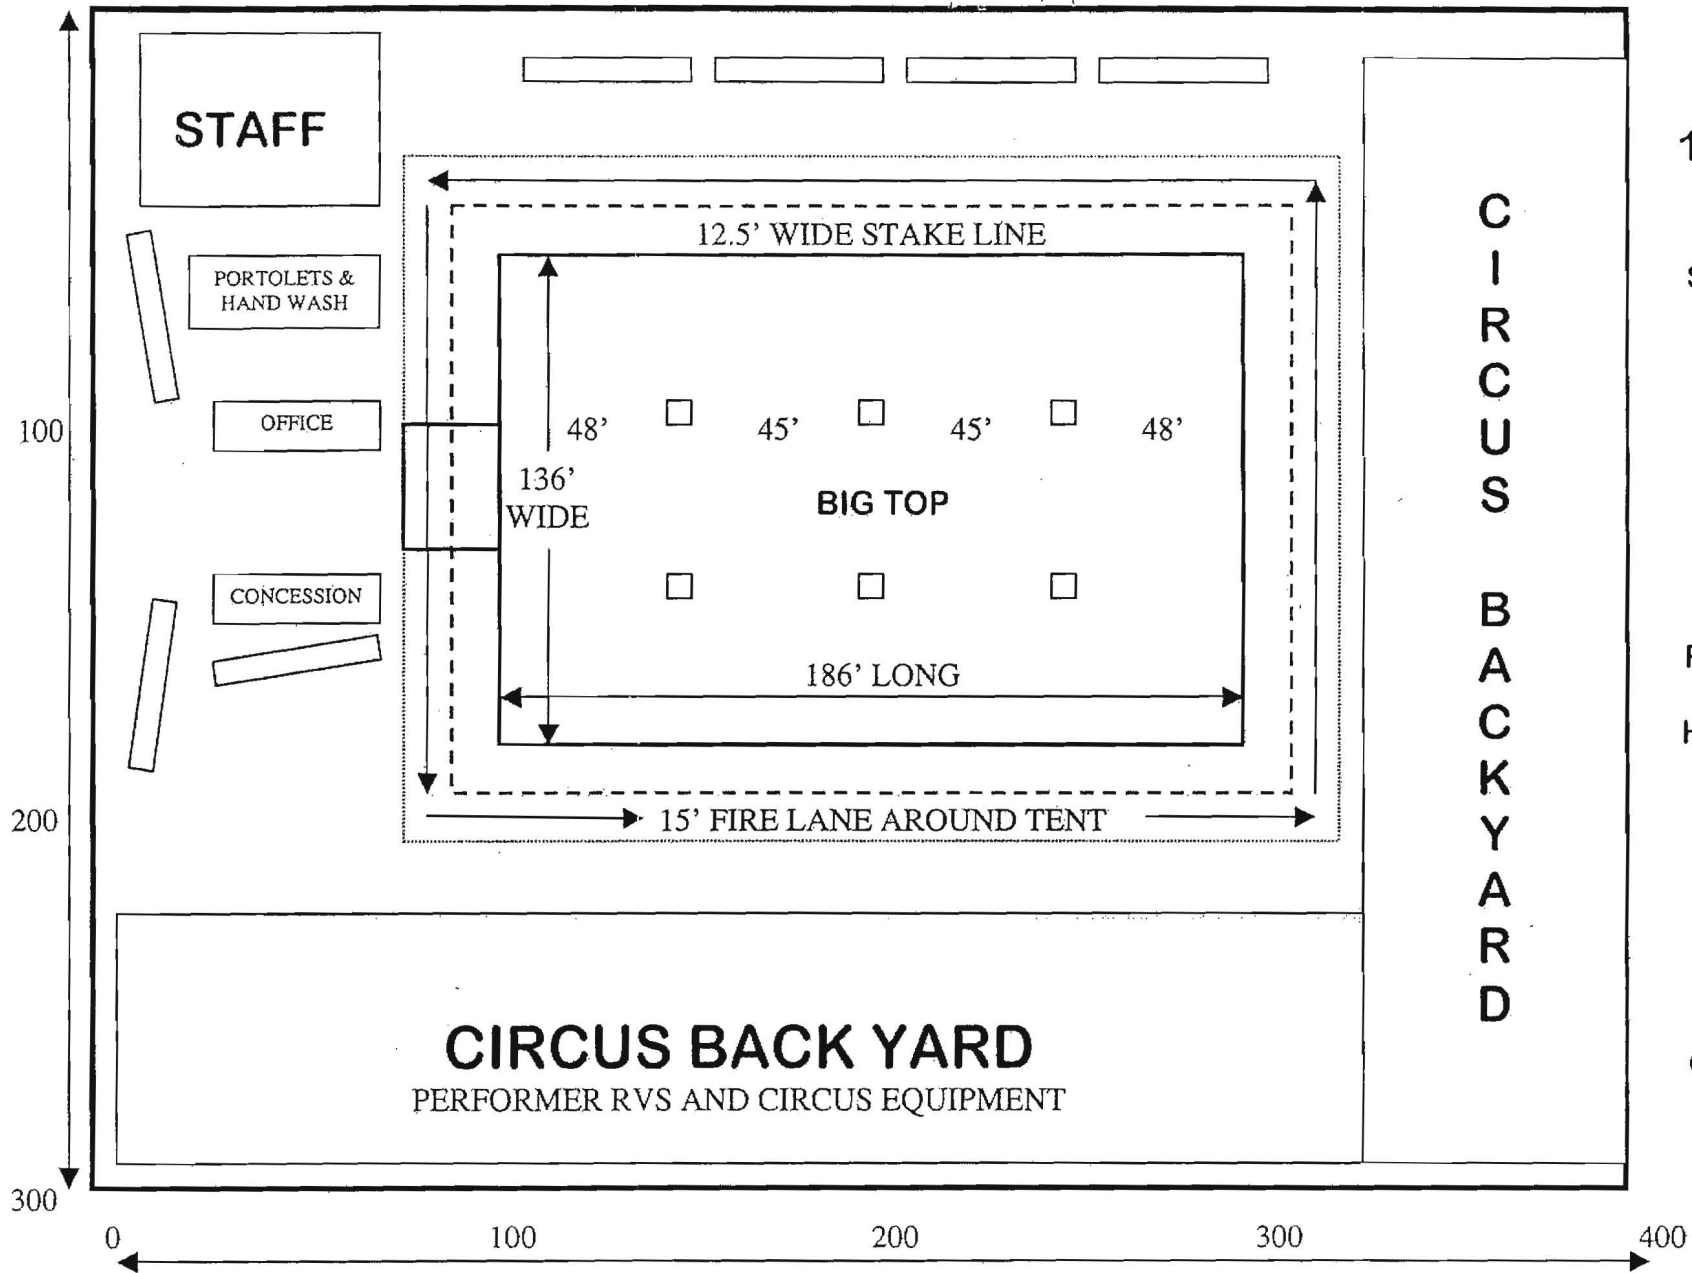 STAFF
12.5' WIDE STAKE LINE
PORTOLETS &
HAND WASH
100
OFFICE
48'
45'
45'
48'
136'
WIDE
BIG TOP
CONCESSION
186' LONG
200
15' FIRE LANE AROUND TENT
CIRCUS BACKYARD
CIRCUS BACK YARD
PERFORMER RVS AND CIRCUS EQUIPMENT
300
0
100
200
300
400